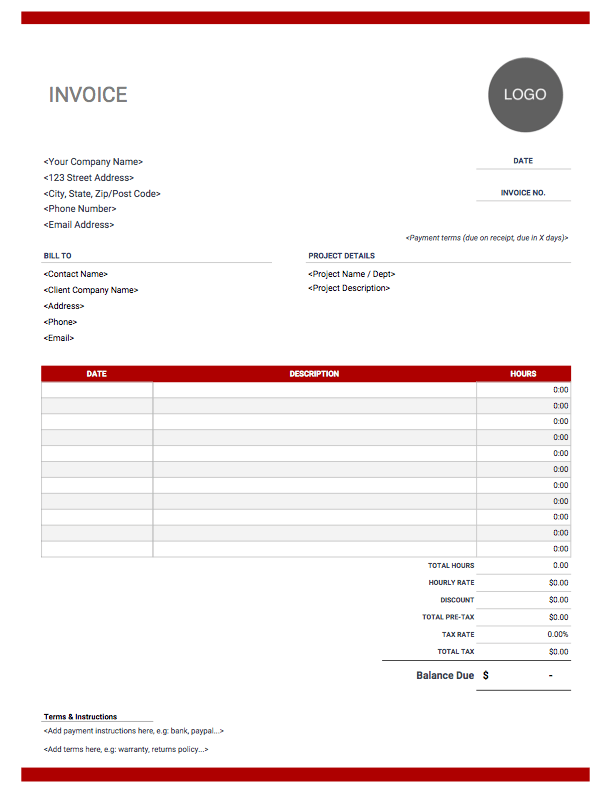 INVOICE
LOGO
<Your Company Name>
DATE
<123 Street Address>
<City, State, Zip/Post Code>
INVOICE NO.
<Phone Number>
<Email Address>
<Payment terms (due on receipt, due in X days)>
BILL TO
PROJECT DETAILS
<Contact Name>
<Project Name / Dept>
<Client Company Name>
<Project Description>
<Address>
<Phone>
<Email>
DATE DESCRIPTION HOURS
0:00
0:00
0:00
0:00
0:00
0:00
0:00
0:00
0:00
0:00
0:00
TOTAL HOURS 0.00
HOURLY RATE $0.00
DISCOUNT $0.00
TOTAL PRE-TAX $0.00
TAX RATE 0.00%
TOTAL TAX $0.00
Balance Due $ -
Terms & Instructions
<Add payment instructions here, e.g: bank, paypal...>
<Add terms here, e.g: warranty, returns policy...>